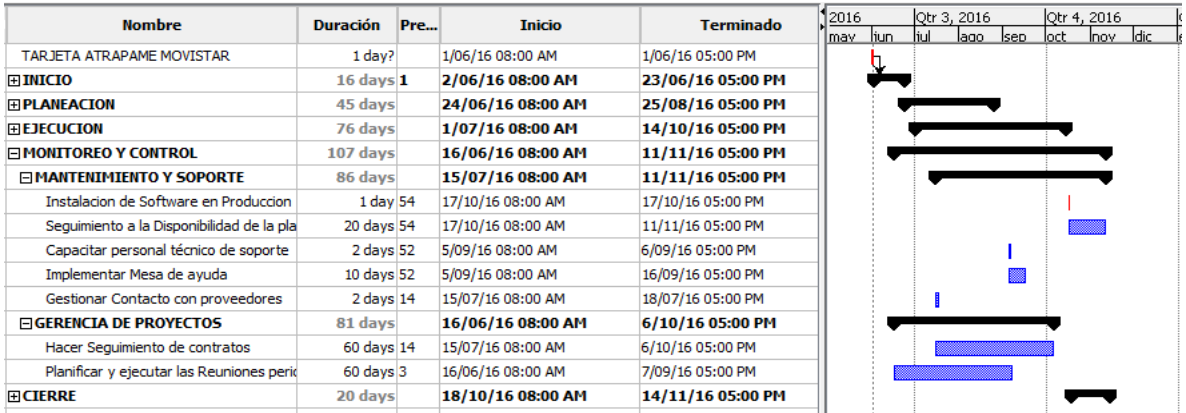 Nombre Duración Pre... Inicio Terminado 2016 Qtr 3, 2016 Qtr 4, 2016
may jun jul ago sep oct nov dic
TARJETA ATRAPAME MOVISTAR 1 day? 1/06/16 08:00 AM 1/06/16 05:00 PM
INICIO 16 days 1 2/06/16 08:00 AM 23/06/16 05:00 PM
PLANEACION 45 days 24/06/16 08:00 AM 25/08/16 05:00 PM
EJECUCION 76 days 1/07/16 08:00 AM 14/10/16 05:00 PM
MONITOREO Y CONTROL 107 days 16/06/16 08:00 AM 11/11/16 05:00 PM
MANTENIMIENTO Y SOPORTE 86 days 15/07/16 08:00 AM 11/11/16 05:00 PM
Instalacion de Software en Produccion 1 day 54 17/10/16 08:00 AM 17/10/16 05:00 PM
Seguimiento a la Disponibilidad de la pla 20 days 54 17/10/16 08:00 AM 11/11/16 05:00 PM
Capacitar personal técnico de soporte 2 days 52 5/09/16 08:00 AM 6/09/16 05:00 PM
Implementar Mesa de ayuda 10 days 52 5/09/16 08:00 AM 16/09/16 05:00 PM
Gestionar Contacto con proveedores 2 days 14 15/07/16 08:00 AM 18/07/16 05:00 PM
GERENCIA DE PROYECTOS 81 days 16/06/16 08:00 AM 6/10/16 05:00 PM
Hacer Seguimiento de contratos 60 days 14 15/07/16 08:00 AM 6/10/16 05:00 PM
Planificar y ejecutar las Reuniones peric 60 days 3 16/06/16 08:00 AM 7/09/16 05:00 PM
CIERRE 20 days 18/10/16 08:00 AM 14/11/16 05:00 PM